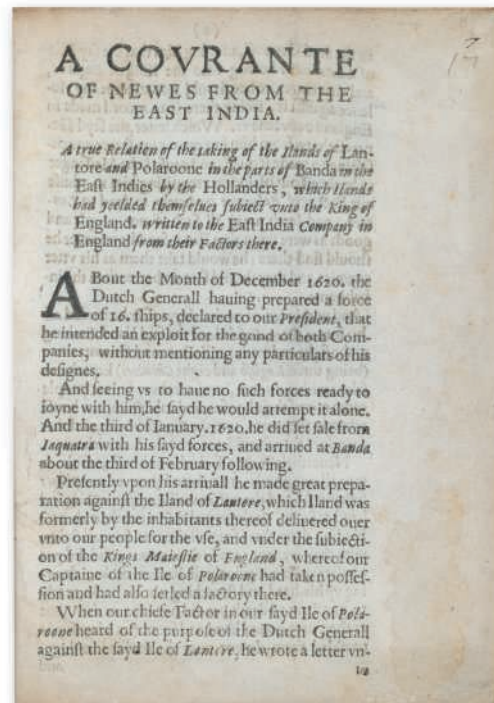 7
17
A COVRANTE
OF NEWES FROM THE
EAST INDIA.
A true Relation of the taking of the Ilands of Lan-
tore and Polaroone in the parts of Banda in the
East Indies by the Hollanders, which Ilands
had yeelded themselues subiect vnto the King of
England. written to the East India Company in
England from their Factors there.
ABout the Month of December 1620. the
Dutch Generall hauing prepared a force
of 16. ships, declared to our President, that
he intended an exploit for the good of both Com-
panies, without mentioning any particulars of his
designes.
And seeing vs to haue no such forces ready to
ioyne with him, he sayd he would attempt it alone.
And the third of Ianuary. 1620. he did set sale from
Iaquatra with his sayd forces, and arriued at Banda
about the third of February following.
Presently vpon his arriuall he made great prepa-
ration against the Iland of Lantore, which Iland was
formerly by the inhabitants thereof deliuered ouer
vnto our people for the vse, and vnder the subiecti-
on of the Kings Maiestie of England, whereof our
Captaine of the Ile of Polaroone had taken posses-
sion and had also setled a factory there.
When our chiefe Factor in our sayd Ile of Pola-
roone heard of the purpose of the Dutch Generall
against the sayd Ile of Lantore, he wrote a letter vn-